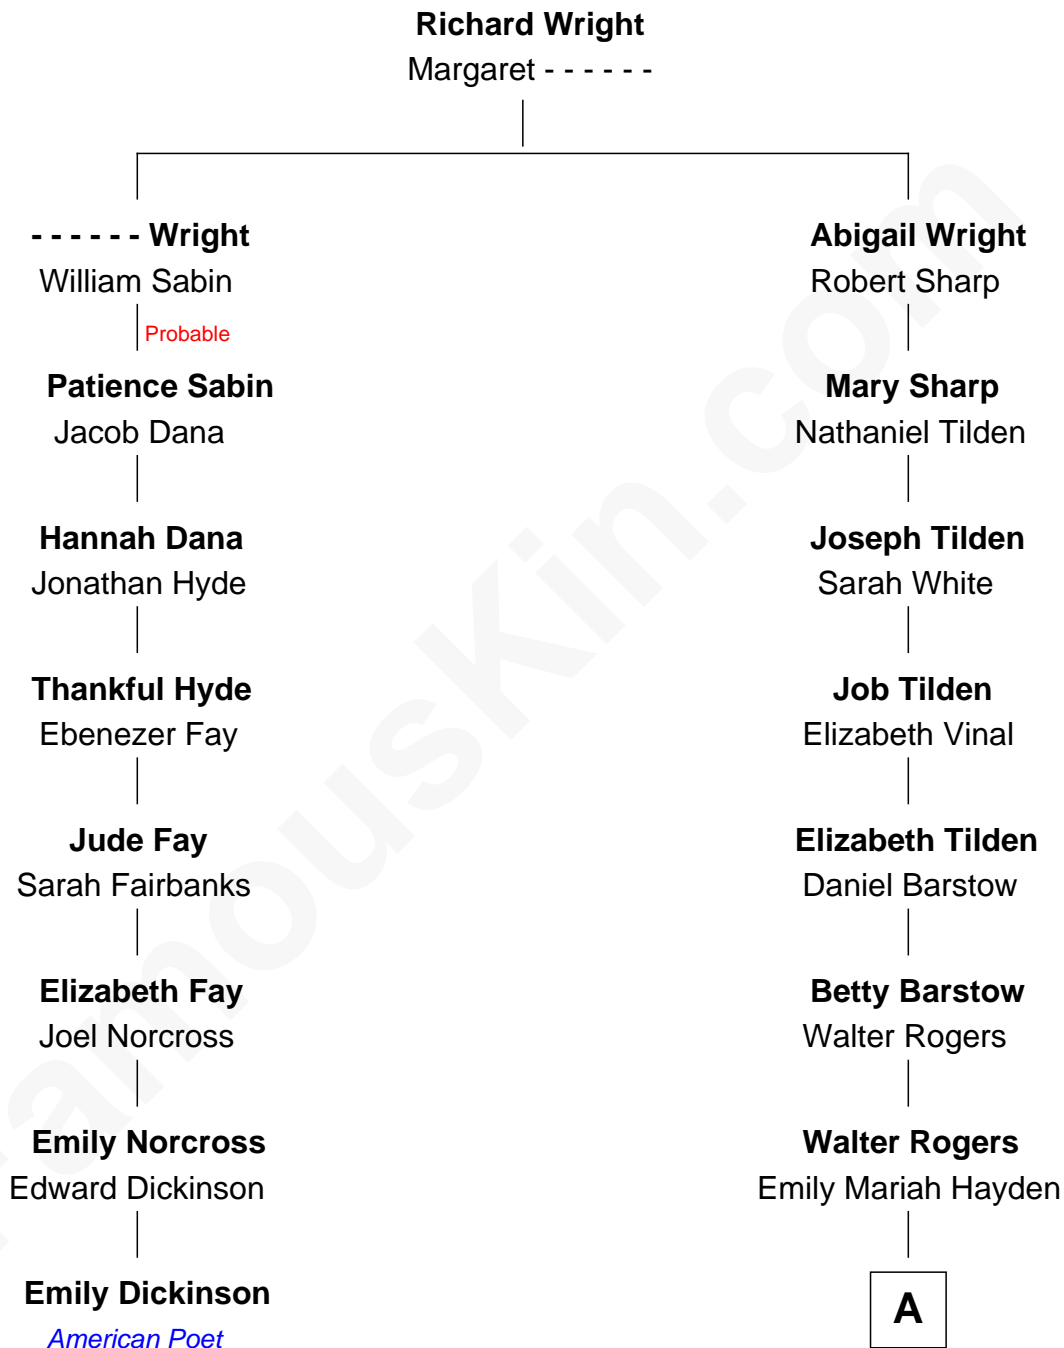 Richard Wright
Margaret - - - - - -
- - - - - - Wright
William Sabin
Probable
Patience Sabin
Jacob Dana
Hannah Dana
Jonathan Hyde
Thankful Hyde
Ebenezer Fay
Jude Fay
Sarah Fairbanks
Elizabeth Fay
Joel Norcross
Emily Norcross
Edward Dickinson
Emily Dickinson
American Poet
Abigail Wright
Robert Sharp
Mary Sharp
Nathaniel Tilden
Joseph Tilden
Sarah White
Job Tilden
Elizabeth Vinal
Elizabeth Tilden
Daniel Barstow
Betty Barstow
Walter Rogers
Walter Rogers
Emily Mariah Hayden
A
FamousKin.com